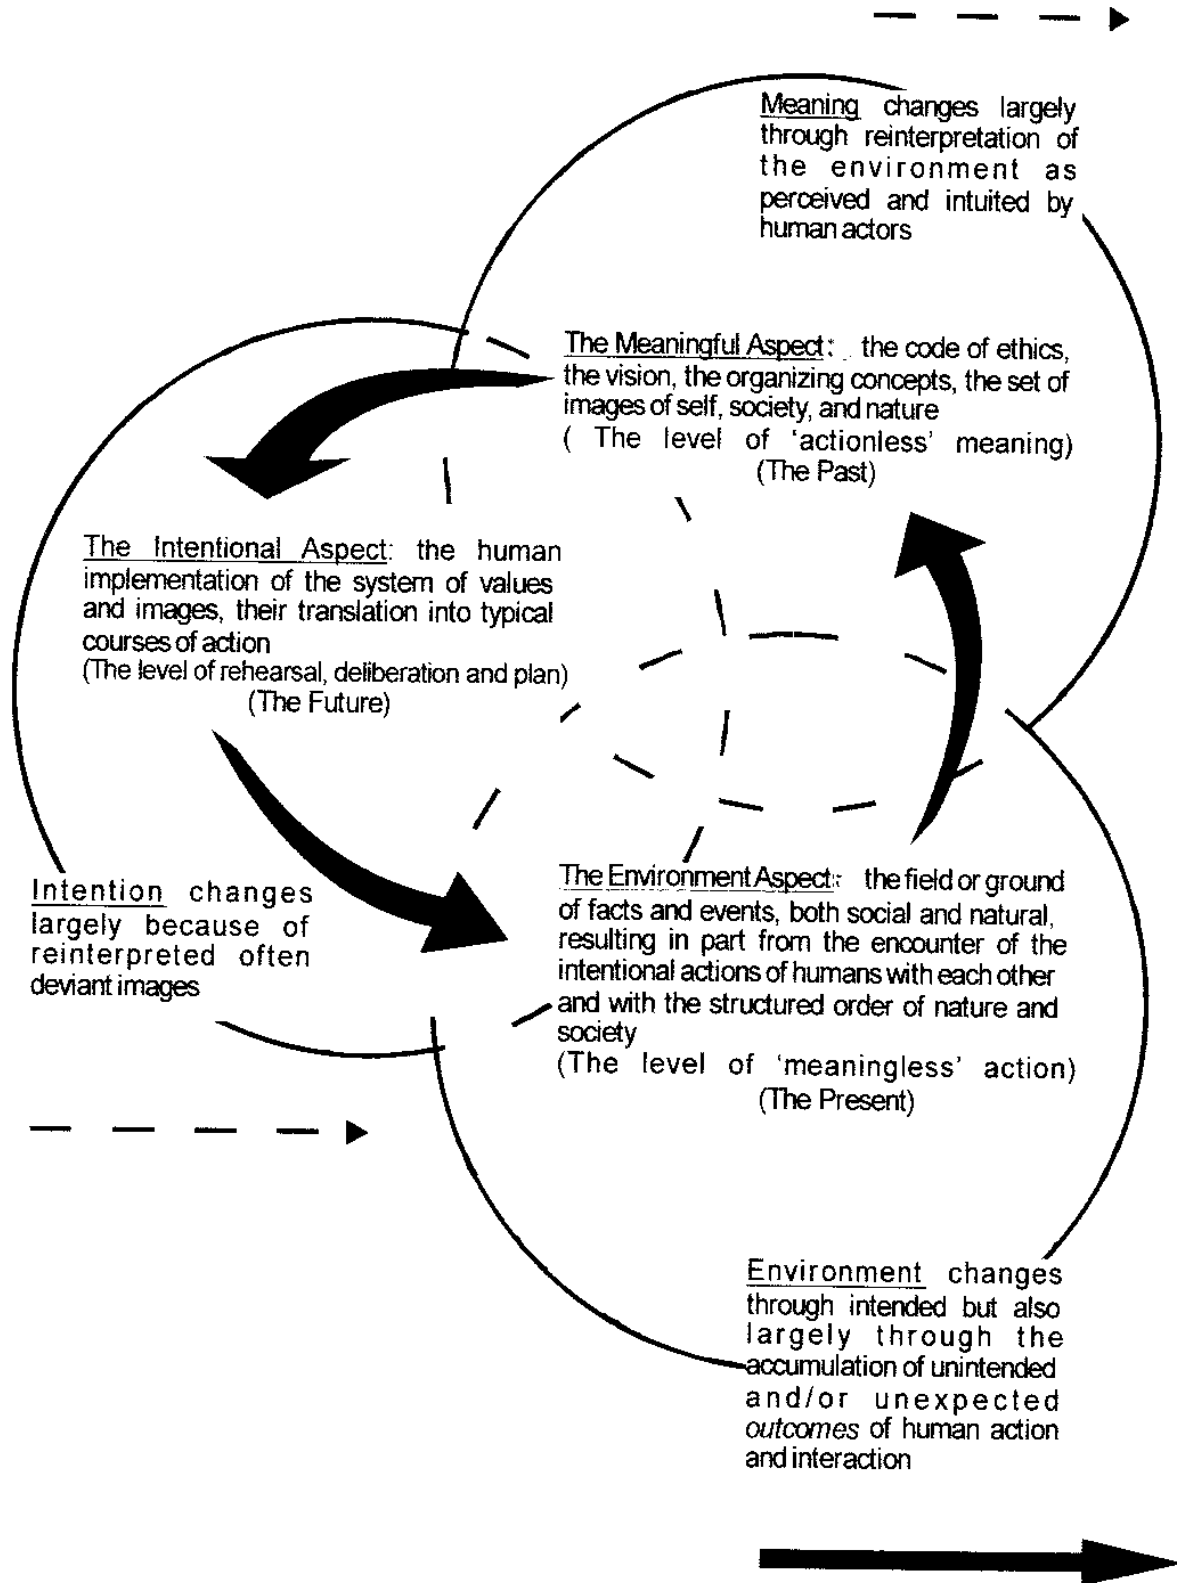 Meaning changes largely
through reinterpretation of
the environment as
perceived and intuited by
human actors
The Meaningful Aspect: the code of ethics,
the vision, the organizing concepts, the set of
images of self, society, and nature
( The level of ‘actionless’ meaning)
(The Past)
The Intentional Aspect: the human
implementation of the system of values
and images, their translation into typical
courses of action
(The level of rehearsal, deliberation and plan)
(The Future)
Intention changes
largely because of
reinterpreted often
deviant images
The Environment Aspect: the field or ground
of facts and events, both social and natural,
resulting in part from the encounter of the
intentional actions of humans with each other
and with the structured order of nature and
society
(The level of ‘meaningless’ action)
(The Present)
Environment changes
through intended but also
largely through the
accumulation of unintended
and/or unexpected
outcomes of human action
and interaction